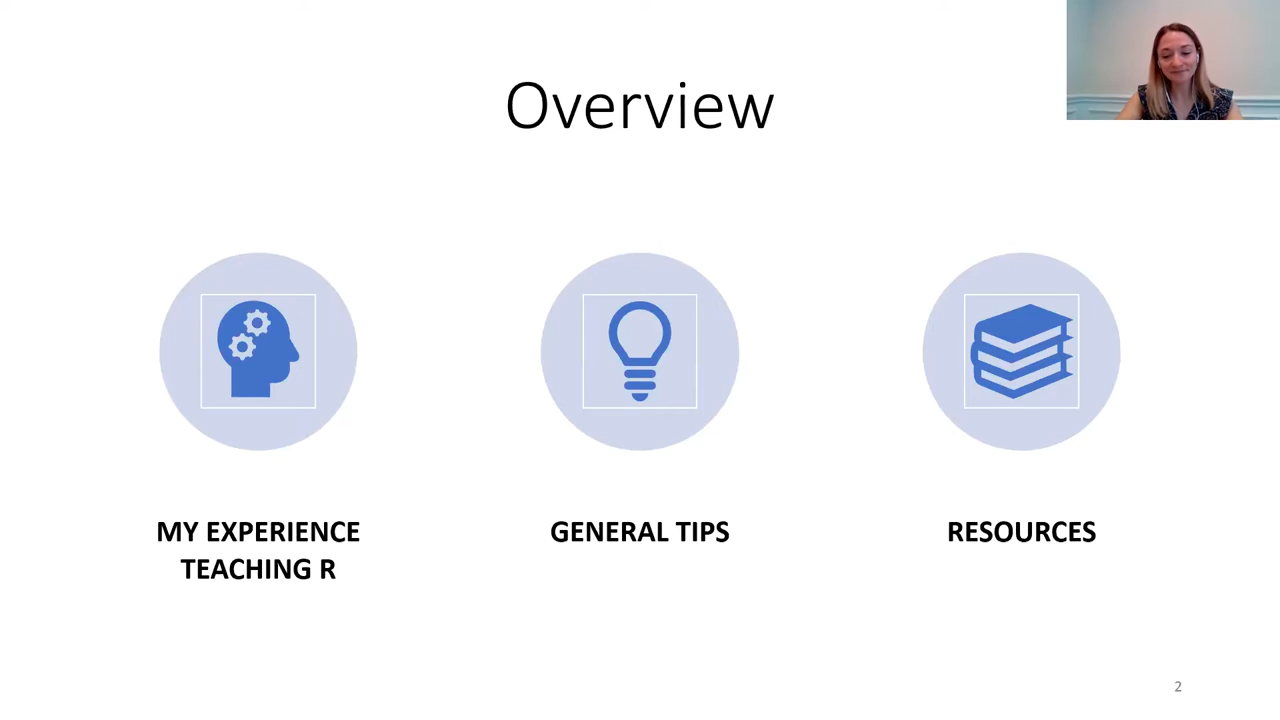 Overview
MY EXPERIENCE
TEACHING R
GENERAL TIPS
RESOURCES
2